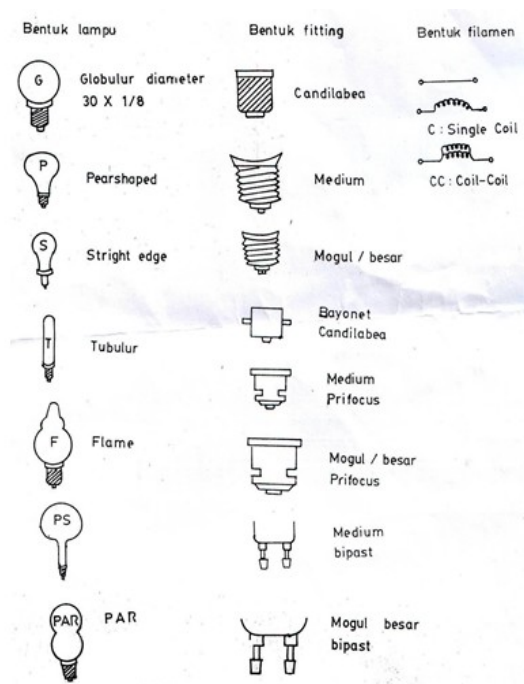 Bentuk lampu
G
Globulur diameter
30 X 1/8
P
Pearshaped
S
Stright edge
T
Tubulur
F
Flame
PS
PAR
PAR
Bentuk fitting
Candilabea
Medium
Mogul / besar
Bayonet
Candilabea
Medium
Prifocus
Mogul / besar
Prifocus
Medium
bipast
Mogul besar
bipast
Bentuk filamen
C : Single Coil
CC : Coil-Coil